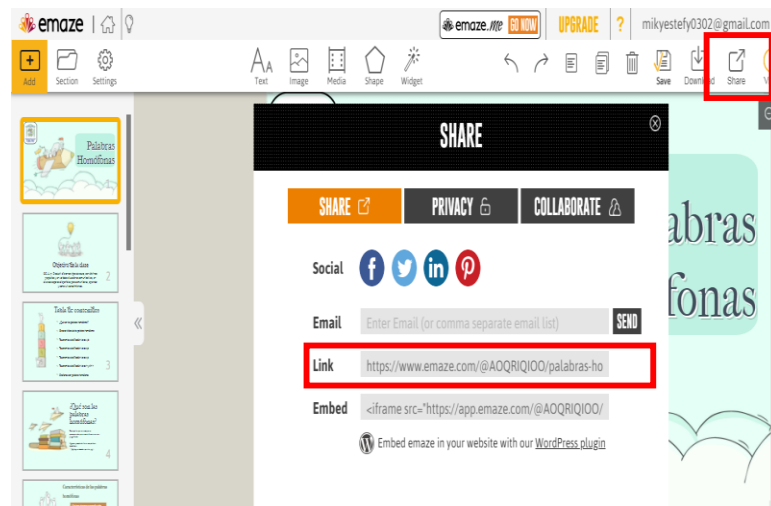 emaze
emaze.me GO NOW UPGRADE ? mikyestefy0302@gmail.com
Add Section Settings Text Image Media Shape Widget Save Download Share
SHARE
SHARE PRIVACY COLLABORATE
Social
Email Enter Email (or comma separate email list) SEND
Link https://www.emaze.com/@AOQRIQIOO/palabras-ho
Embed <iframe src="https://app.emaze.com/@AOQRIQIOO/
Embed emaze in your website with our WordPress plugin
Palabras
Homófonas
Objetivo de la clase
2
Tabla de contenidos
3
¿Qué son las
palabras
homófonas?
4
Características de las palabras
homófonas
abras
fonas